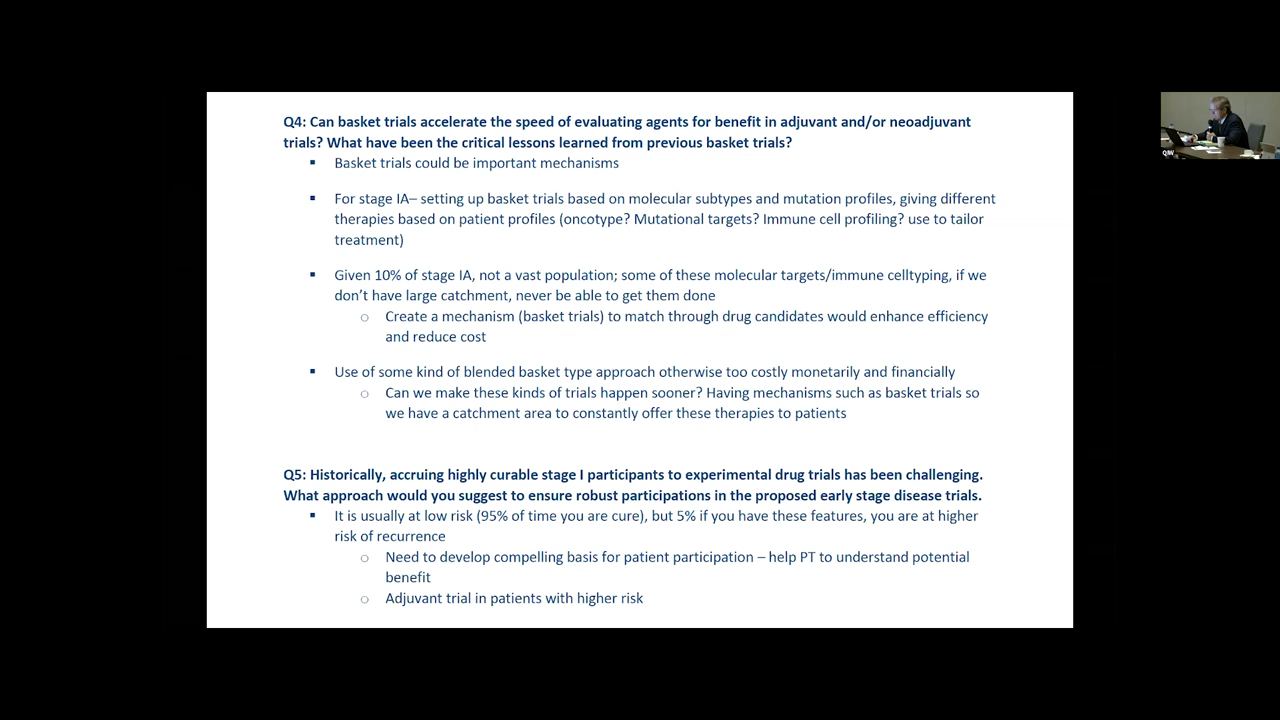 Q4: Can basket trials accelerate the speed of evaluating agents for benefit in adjuvant and/or neoadjuvant
trials? What have been the critical lessons learned from previous basket trials?
▪ Basket trials could be important mechanisms
▪ For stage IA– setting up basket trials based on molecular subtypes and mutation profiles, giving different
therapies based on patient profiles (oncotype? Mutational targets? Immune cell profiling? use to tailor
treatment)
▪ Given 10% of stage IA, not a vast population; some of these molecular targets/immune celltyping, if we
don’t have large catchment, never be able to get them done
○ Create a mechanism (basket trials) to match through drug candidates would enhance efficiency
and reduce cost
▪ Use of some kind of blended basket type approach otherwise too costly monetarily and financially
○ Can we make these kinds of trials happen sooner? Having mechanisms such as basket trials so
we have a catchment area to constantly offer these therapies to patients
Q5: Historically, accruing highly curable stage I participants to experimental drug trials has been challenging.
What approach would you suggest to ensure robust participations in the proposed early stage disease trials.
▪ It is usually at low risk (95% of time you are cure), but 5% if you have these features, you are at higher
risk of recurrence
○ Need to develop compelling basis for patient participation – help PT to understand potential
benefit
○ Adjuvant trial in patients with higher risk